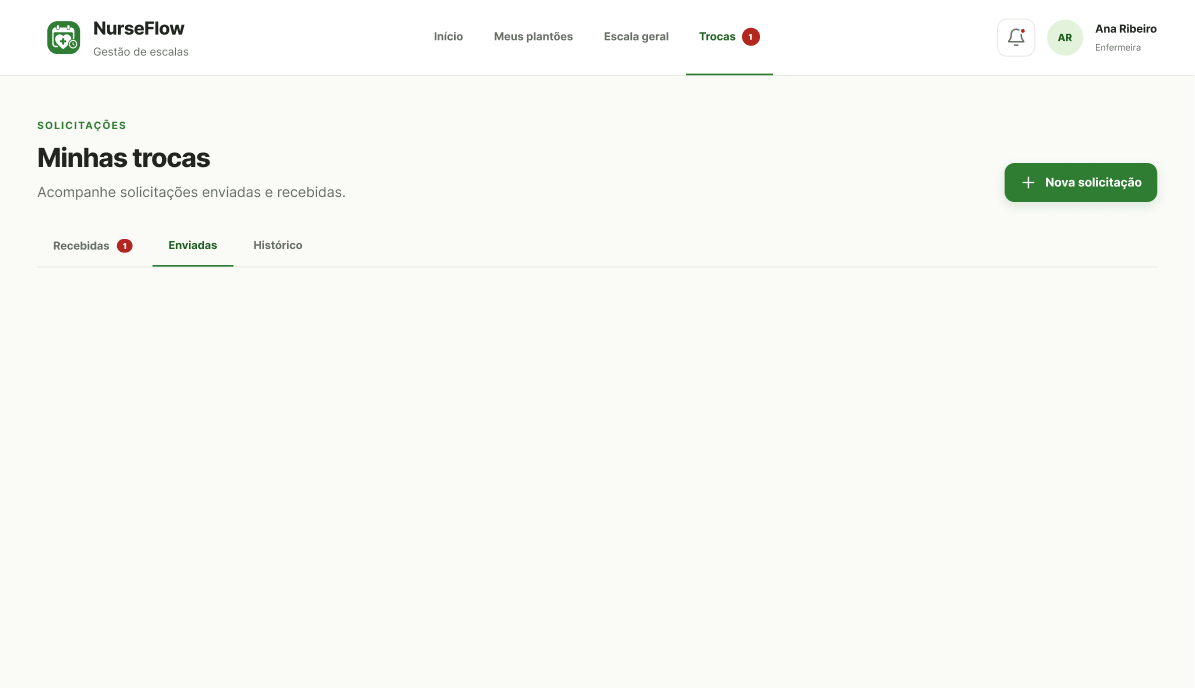 NurseFlow
Gestão de escalas
Início
Meus plantões
Escala geral
Trocas 1
AR
Ana Ribeiro
Enfermeira
SOLICITAÇÕES
Minhas trocas
Acompanhe solicitações enviadas e recebidas.
Nova solicitação
Recebidas 1
Enviadas
Histórico